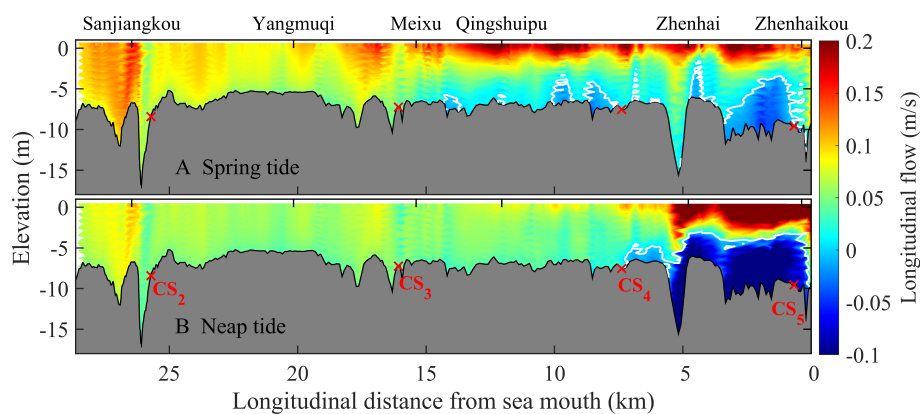 Sanjiangkou Yangmuqi Meixu Qingshuipu Zhenhai Zhenhaikou
0
-5
-10
-15
A Spring tide
0
-5
-10
-15
B Neap tide
CS2
CS3
CS4
CS5
Elevation (m)
25 20 15 10 5 0
Longitudinal distance from sea mouth (km)
0.2
0.15
0.1
0.05
0
-0.05
-0.1
Longitudinal flow (m/s)